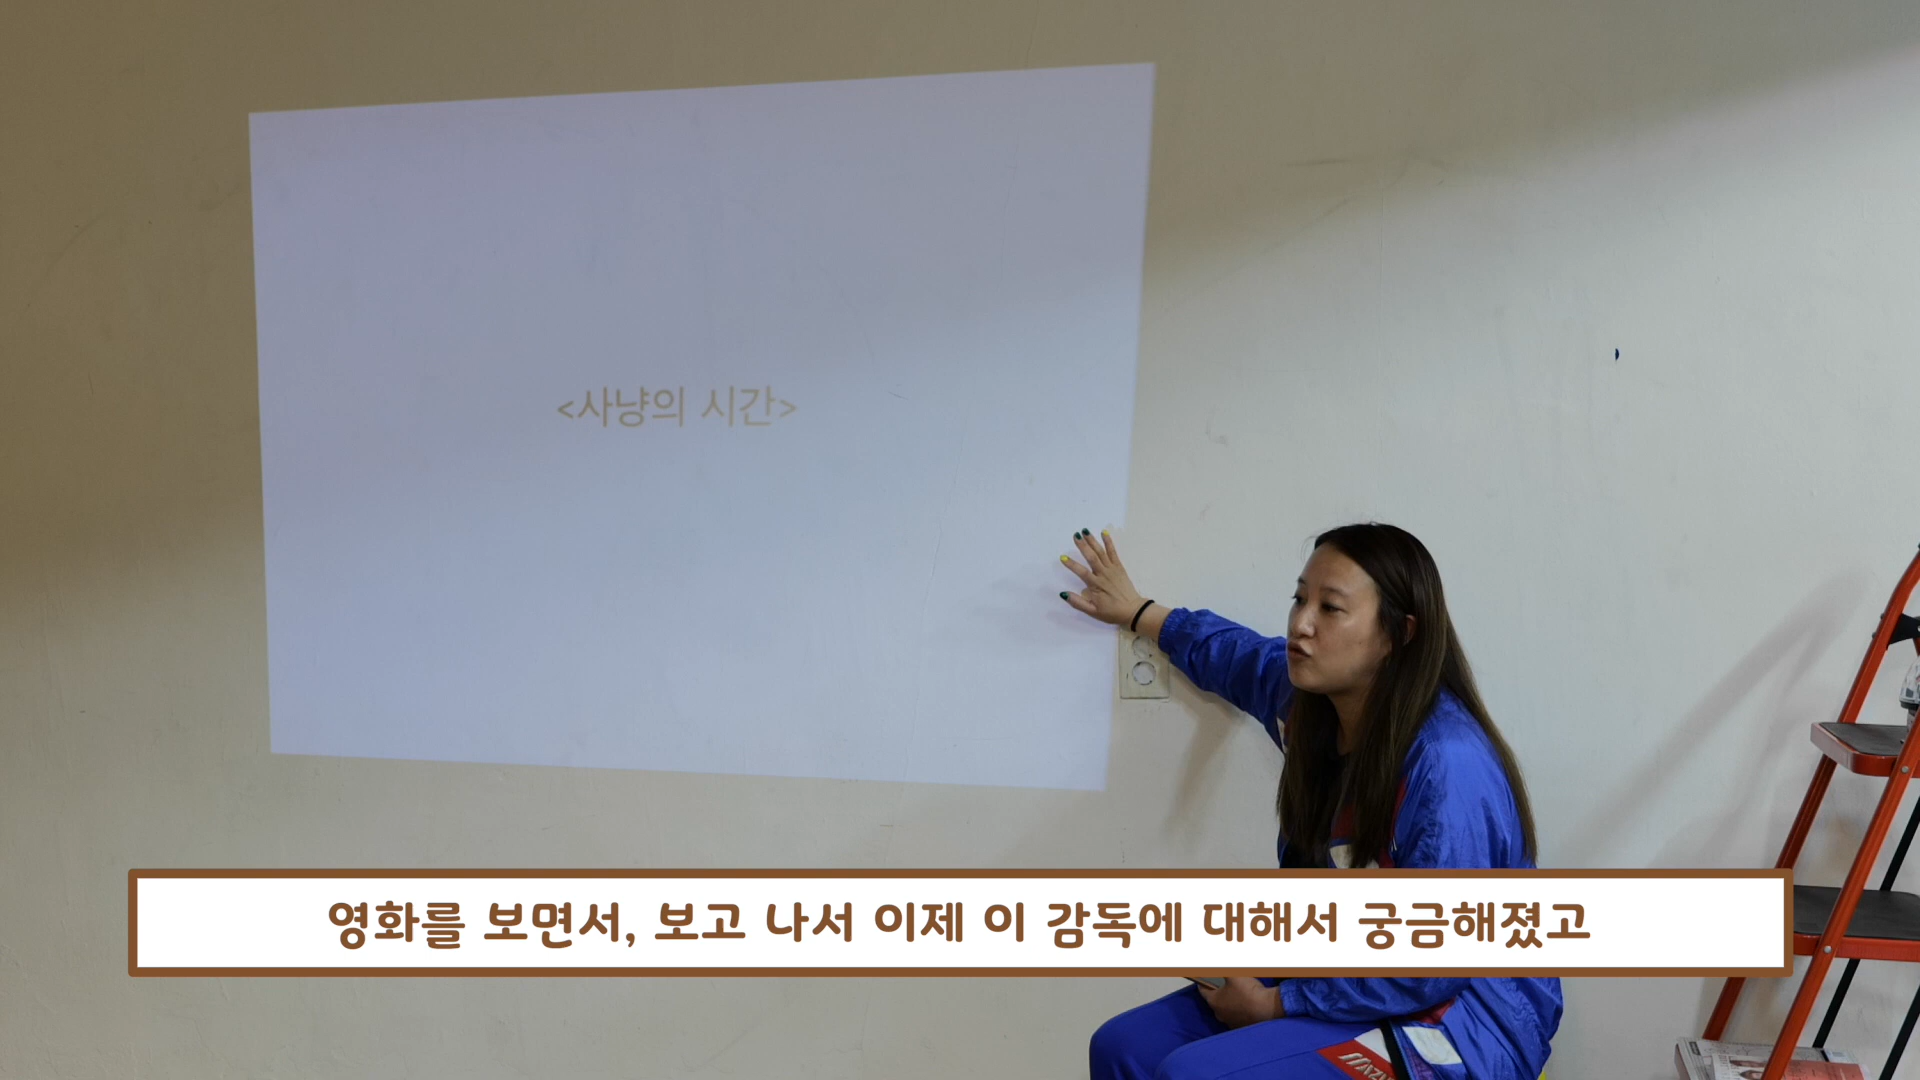 <사냥의 시간>
영화를 보면서, 보고 나서 이제 이 감독에 대해서 궁금해졌고